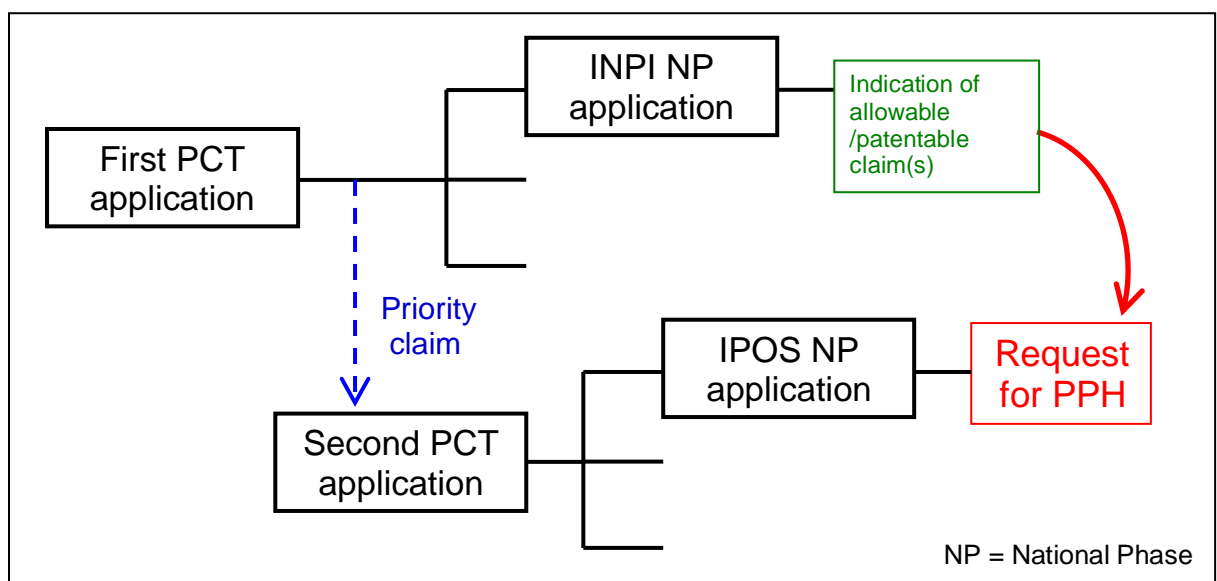 INPI NP
application
Indication of
allowable
/patentable
claim(s)
First PCT
application
Priority
claim
IPOS NP
application
Request
for PPH
Second PCT
application
NP = National Phase